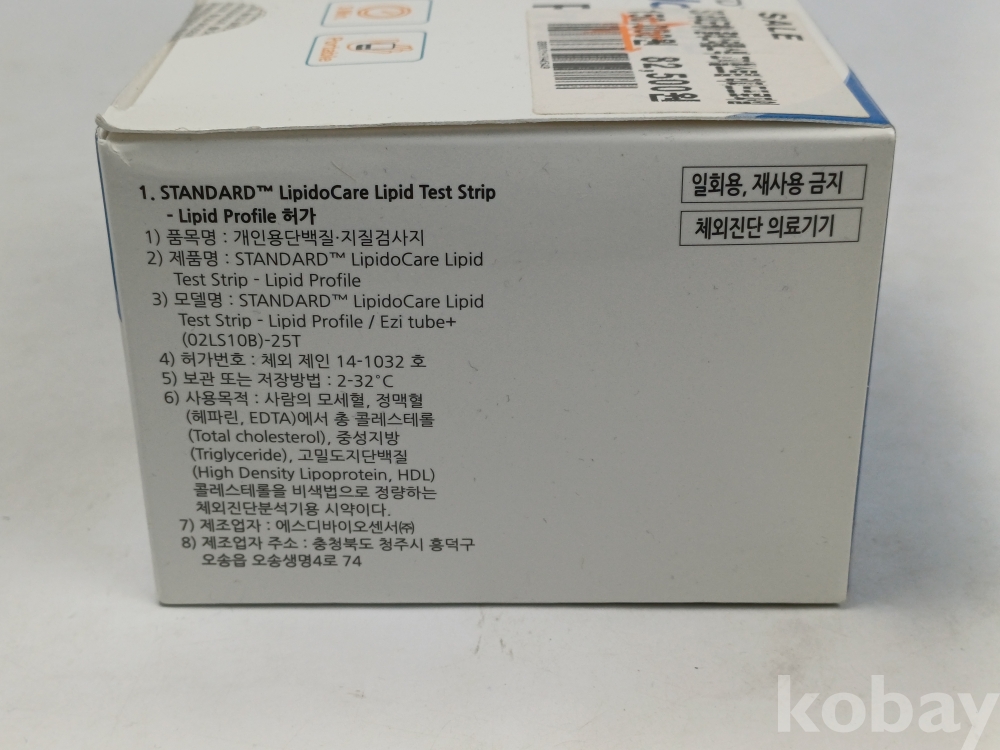 SALE
82,500원
1. STANDARD™ LipidoCare Lipid Test Strip
- Lipid Profile 허가
1) 품목명 : 개인용단백질·지질검사지
2) 제품명 : STANDARD™ LipidoCare Lipid
Test Strip - Lipid Profile
3) 모델명 : STANDARD™ LipidoCare Lipid
Test Strip - Lipid Profile / Ezi tube+
(02LS10B)-25T
4) 허가번호 : 체외 제인 14-1032 호
5) 보관 또는 저장방법 : 2-32°C
6) 사용목적 : 사람의 모세혈, 정맥혈
(헤파린, EDTA)에서 총 콜레스테롤
(Total cholesterol), 중성지방
(Triglyceride), 고밀도지단백질
(High Density Lipoprotein, HDL)
콜레스테롤을 비색법으로 정량하는
체외진단분석기용 시약이다.
7) 제조업자 : 에스디바이오센서㈜
8) 제조업자 주소 : 충청북도 청주시 흥덕구
오송읍 오송생명4로 74
일회용, 재사용 금지
체외진단 의료기기
kobay